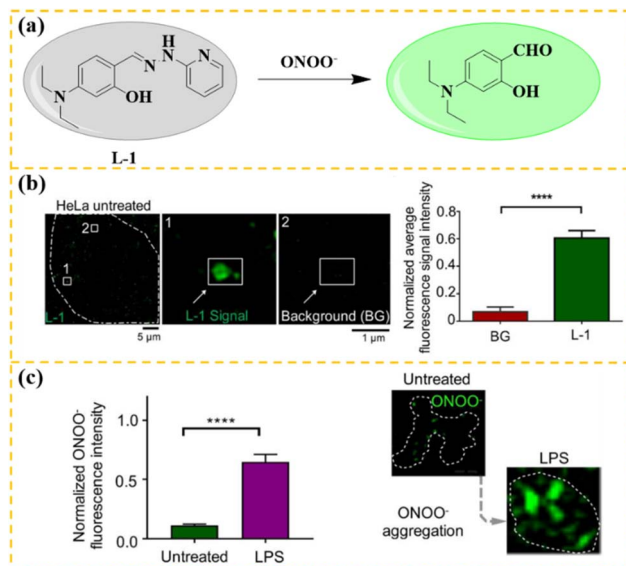 (a)
H
N
N
N
OH
N
L-1
ONOO⁻
CHO
OH
N
(b)
HeLa untreated
2
1
L-1
5 μm
1
L-1 Signal
2
Background (BG)
1 μm
Normalized average
fluorescence signal intensity
0.8
0.6
0.4
0.2
0.0
****
BG
L-1
(c)
Normalized ONOO⁻
fluorescence intensity
1.0
0.5
0.0
****
Untreated
LPS
Untreated
ONOO⁻
LPS
ONOO⁻
aggregation